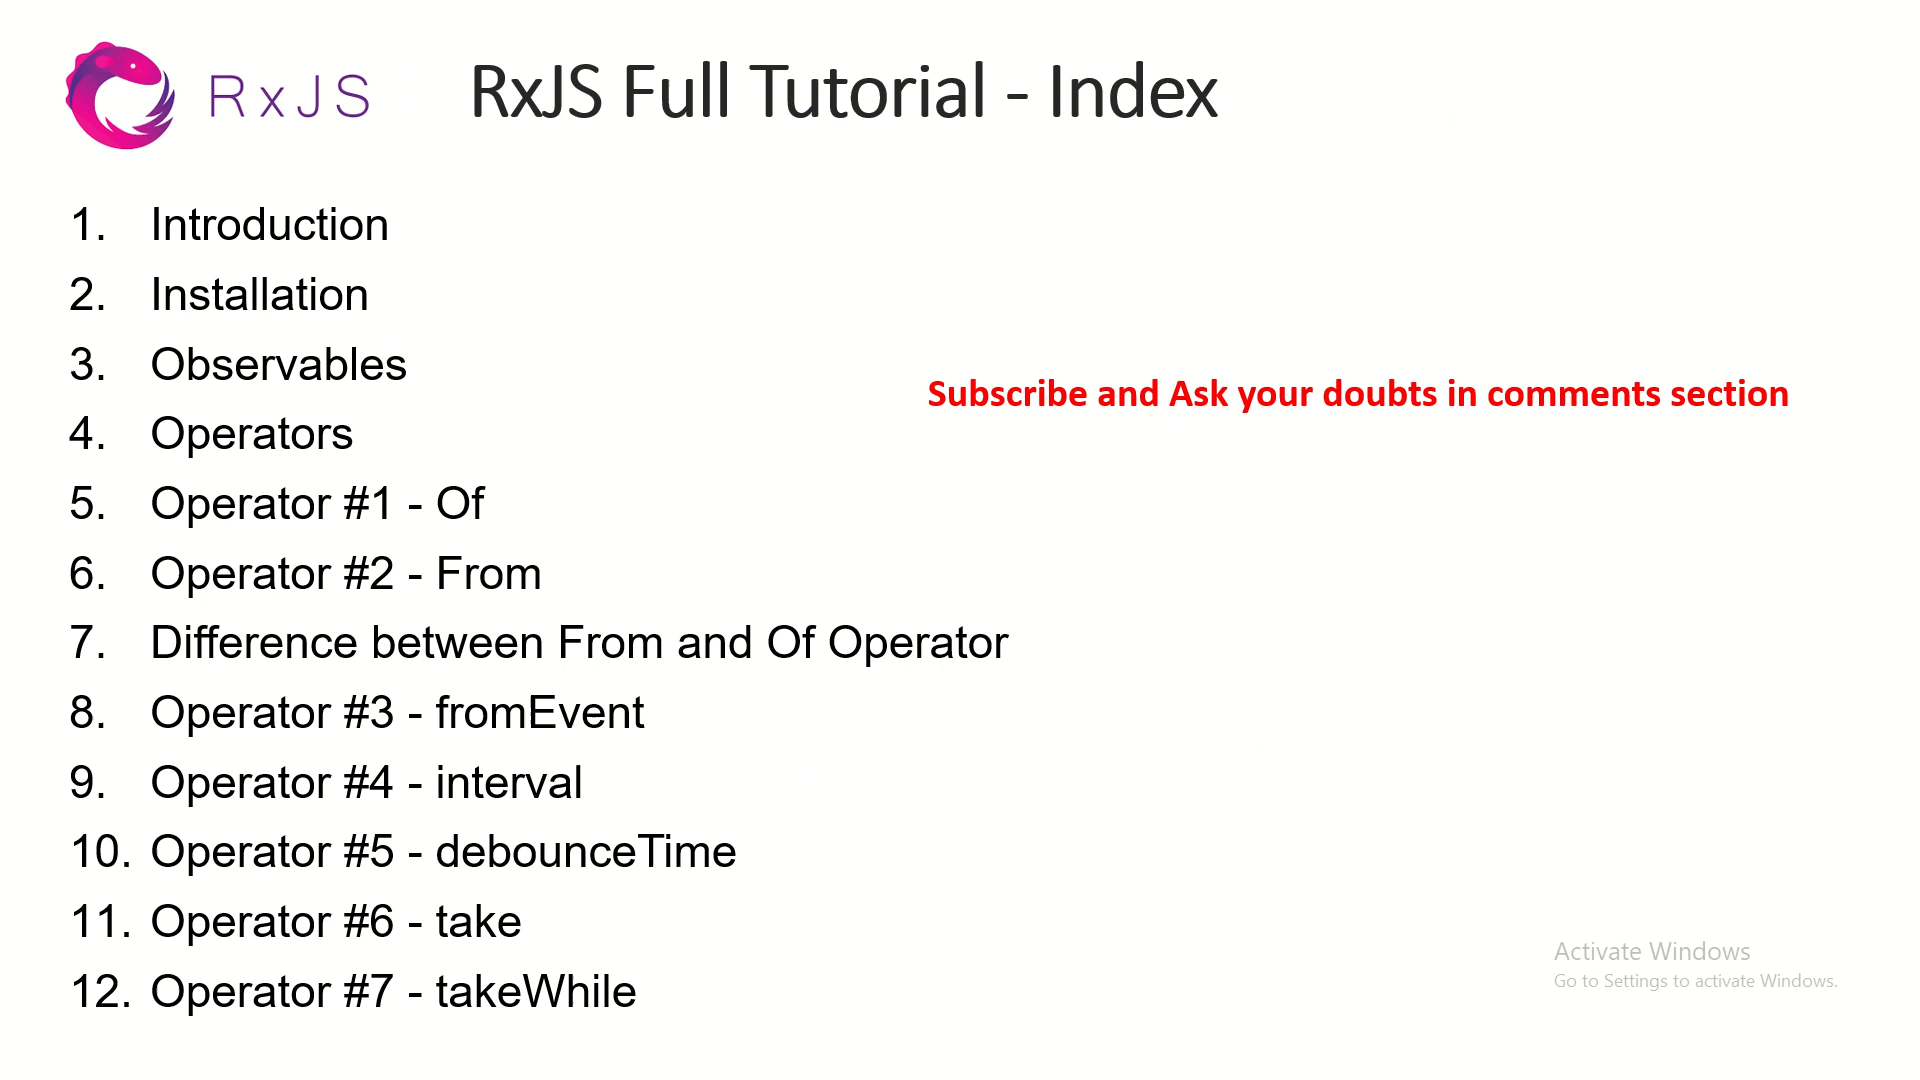 RxJS
RxJS Full Tutorial - Index
1. Introduction
2. Installation
3. Observables
4. Operators
5. Operator #1 - Of
6. Operator #2 - From
7. Difference between From and Of Operator
8. Operator #3 - fromEvent
9. Operator #4 - interval
10. Operator #5 - debounceTime
11. Operator #6 - take
12. Operator #7 - takeWhile
Subscribe and Ask your doubts in comments section
Activate Windows
Go to Settings to activate Windows.